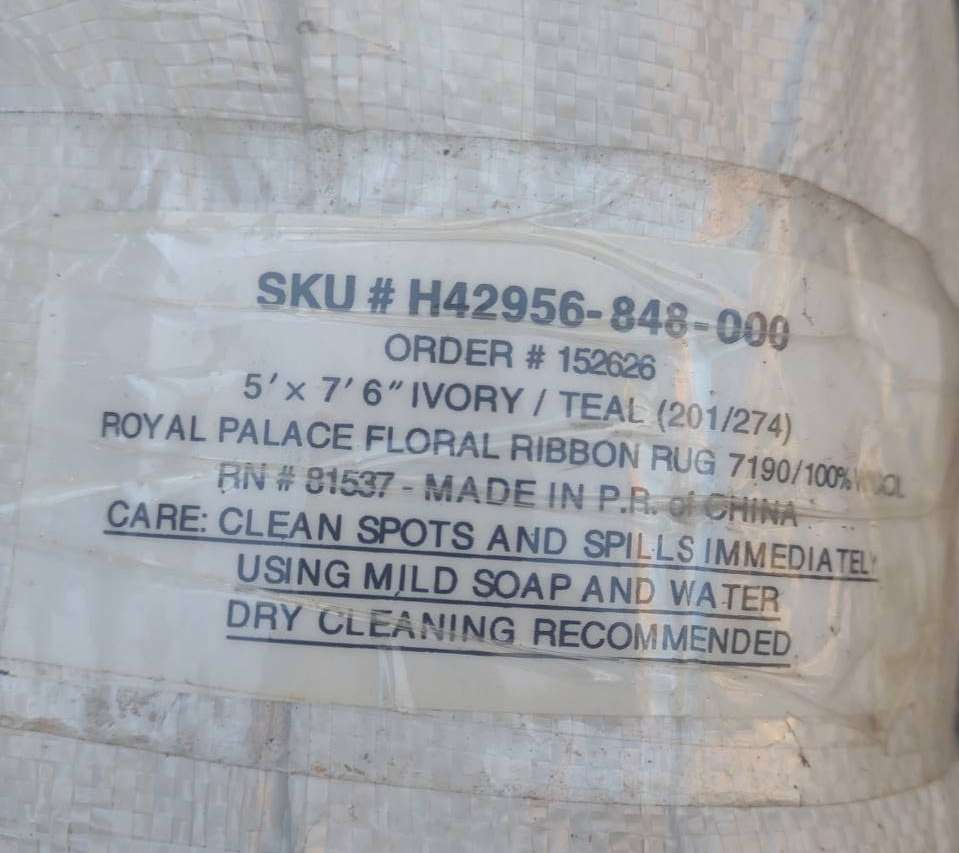 SKU # H42956-848-000
ORDER # 152626
5' x 7' 6" IVORY / TEAL (201/274)
ROYAL PALACE FLORAL RIBBON RUG 7190/100% WOOL
RN # 81537 - MADE IN P.R. of CHINA
CARE: CLEAN SPOTS AND SPILLS IMMEDIATELY
USING MILD SOAP AND WATER
DRY CLEANING RECOMMENDED